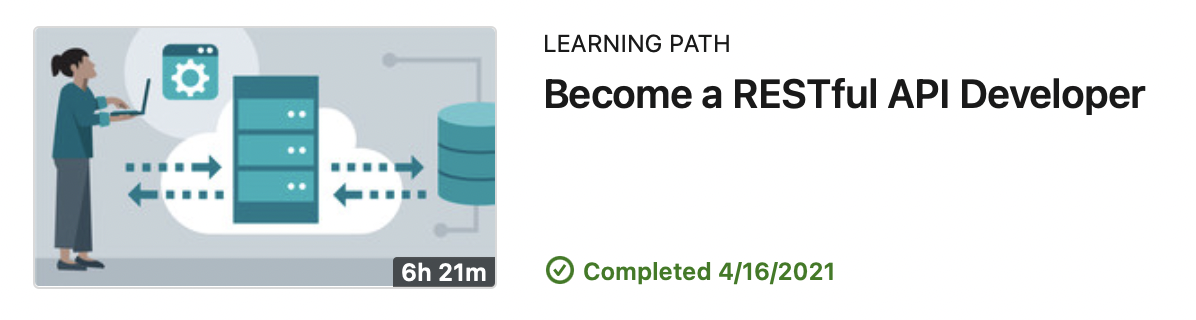 LEARNING PATH
Become a RESTful API Developer
6h 21m
Completed 4/16/2021